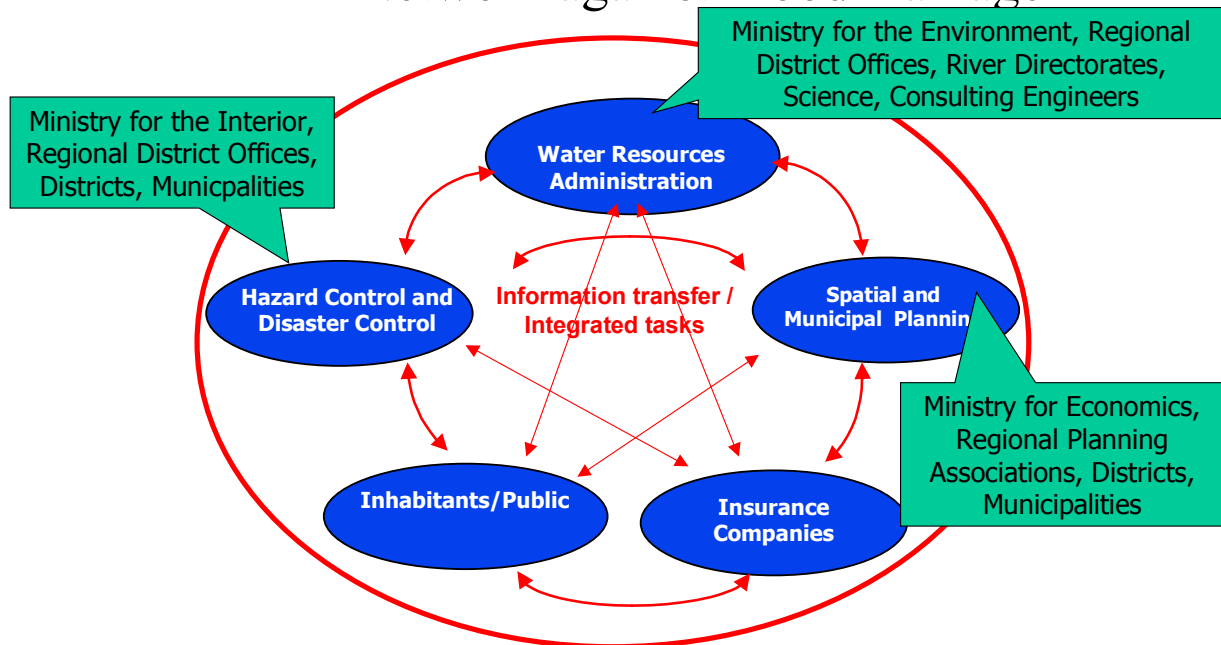 Ministry for the Environment, Regional
District Offices, River Directorates,
Science, Consulting Engineers
Ministry for the Interior,
Regional District Offices,
Districts, Municpalities
Water Resources
Administration
Hazard Control and
Disaster Control
Information transfer /
Integrated tasks
Spatial and
Municipal Plannin
Ministry for Economics,
Regional Planning
Associations, Districts,
Municipalities
Inhabitants/Public
Insurance
Companies